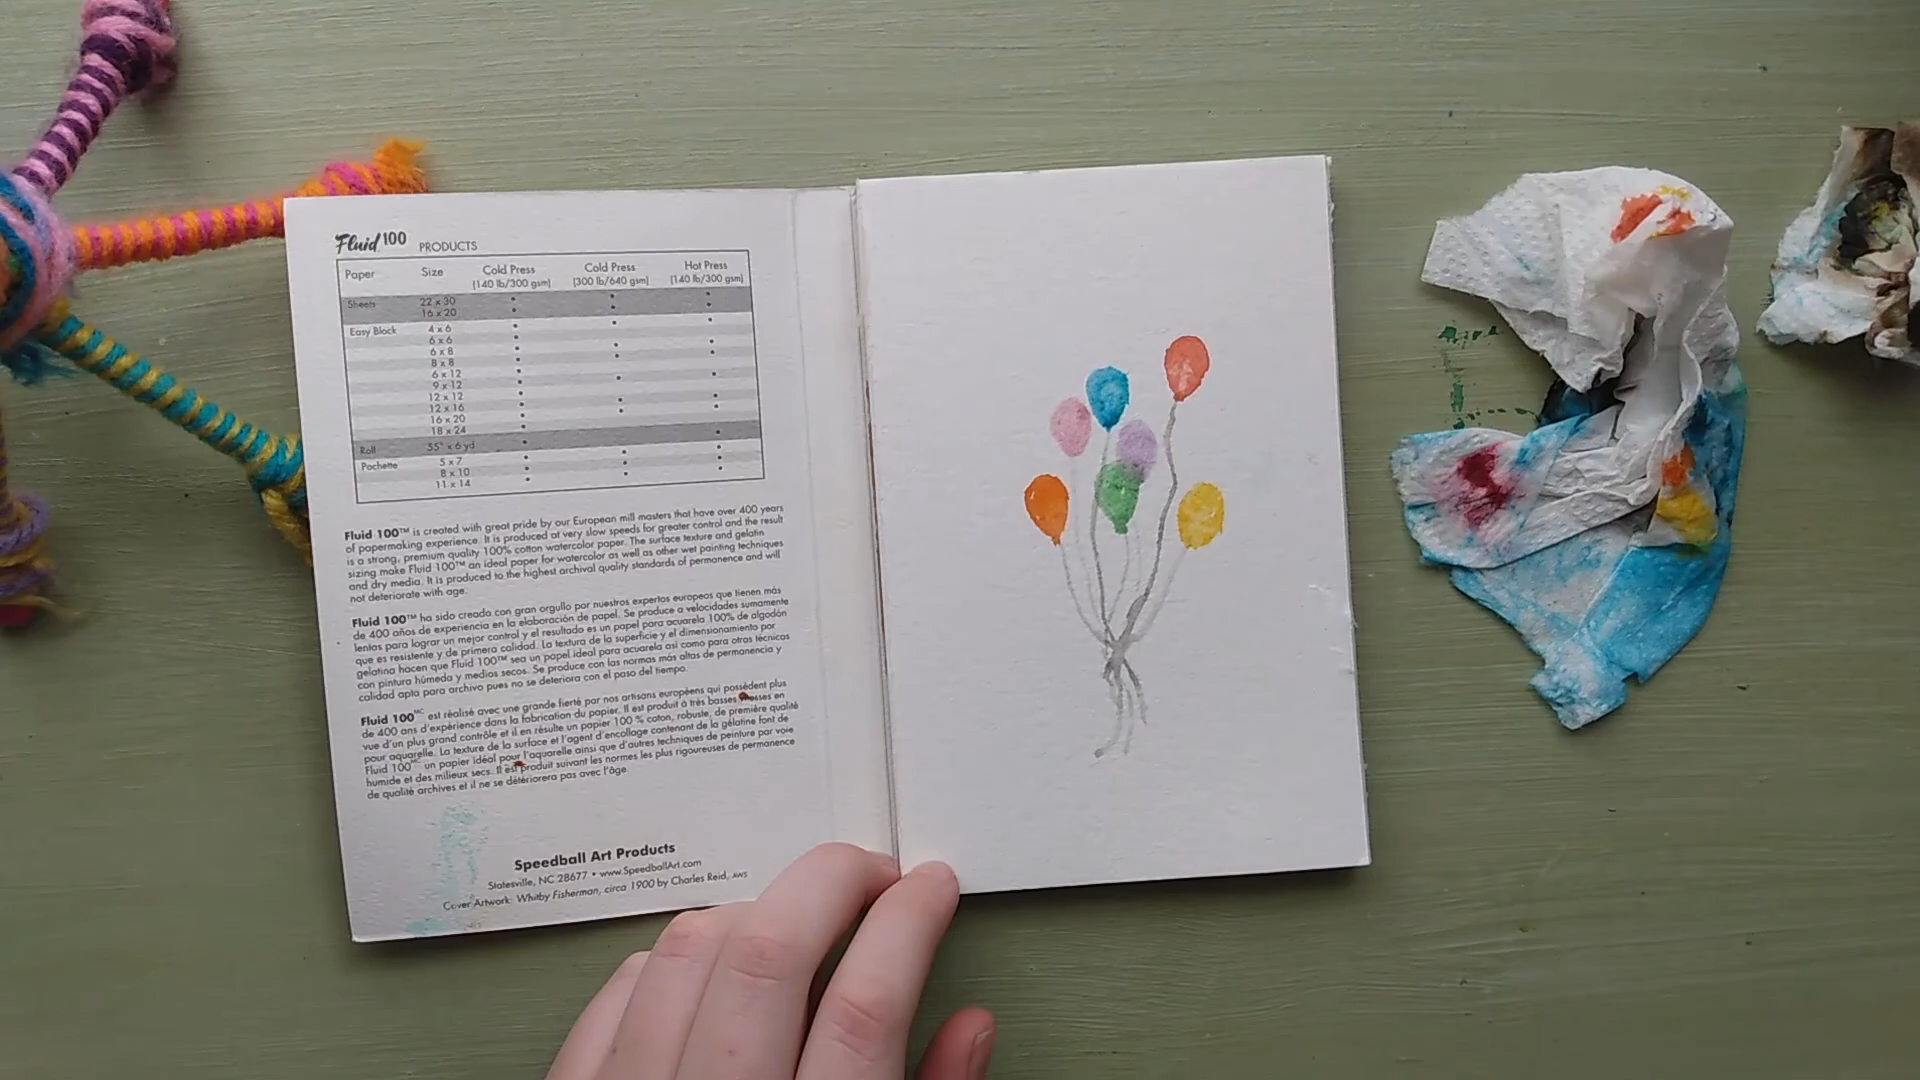 Fluid 100 PRODUCTS
Paper Size Cold Press Cold Press Hot Press
(140 lb/300 gsm) (300 lb/640 gsm) (140 lb/300 gsm)
Sheets 22 x 30 • • •
16 x 20 • • •
Easy Block 4 x 6 • • •
6 x 6 •
6 x 8 • • •
8 x 8 • • •
6 x 12 •
9 x 12 • • •
12 x 12 •
12 x 16 • • •
16 x 20 • • •
18 x 24 •
Roll 55" x 6 yd • •
Pochette 5 x 7 • • •
8 x 10 • • •
11 x 14 • • •
Fluid 100™ is created with great pride by our European mill masters that have over 400 years
of papermaking experience. It is produced at very slow speeds for greater control and the result
is a strong, premium quality 100% cotton watercolor paper. The surface texture and gelatin
sizing make Fluid 100™ an ideal paper for watercolor as well as other wet painting techniques
and dry media. It is produced to the highest archival quality standards of permanence and will
not deteriorate with age.
Fluid 100™ ha sido creado con gran orgullo por nuestros expertos europeos que tienen más
de 400 años de experiencia en la elaboración de papel. Se produce a velocidades sumamente
lentas para lograr un mejor control y el resultado es un papel para acuarela 100% de algodón
que es resistente y de primera calidad. La textura de la superficie y el dimensionamiento por
gelatina hacen que Fluid 100™ sea un papel ideal para acuarela asi como para otras técnicas
con pintura húmeda y medios secos. Se produce con las normas más altas de permanencia y
calidad apta para archivo pues no se deteriora con el paso del tiempo.
Fluid 100MC est réalisé avec une grande fierté par nos artisans européens qui possèdent plus
de 400 ans d'expérience dans la fabrication du papier. Il est produit à très basses vitesses en
vue d'un plus grand contrôle et il en résulte un papier 100 % coton, robuste, de première qualité
pour aquarelle. La texture de la surface et l'agent d'encollage contenant de la gélatine font de
Fluid 100MC un papier idéal pour l'aquarelle ainsi que d'autres techniques de peinture par voie
humide et des milieux secs. Il est produit suivant les normes les plus rigoureuses de permanence
de qualité archives et il ne se détériorera pas avec l'âge.
Speedball Art Products
Statesville, NC 28677 • www.SpeedballArt.com
Cover Artwork: Whitby Fisherman, circa 1900 by Charles Reid, AWS